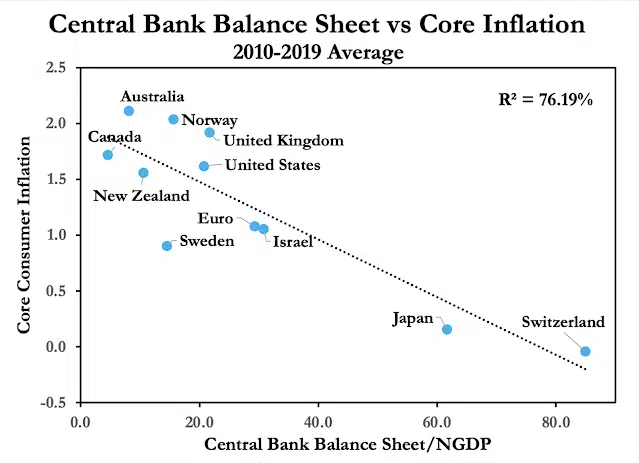 Central Bank Balance Sheet vs Core Inflation
2010-2019 Average
R² = 76.19%
Core Consumer Inflation
2.5
2.0
1.5
1.0
0.5
0.0
-0.5
Australia
Norway
Canada
United Kingdom
United States
New Zealand
Euro
Sweden
Israel
Japan
Switzerland
0.0 20.0 40.0 60.0 80.0
Central Bank Balance Sheet/NGDP